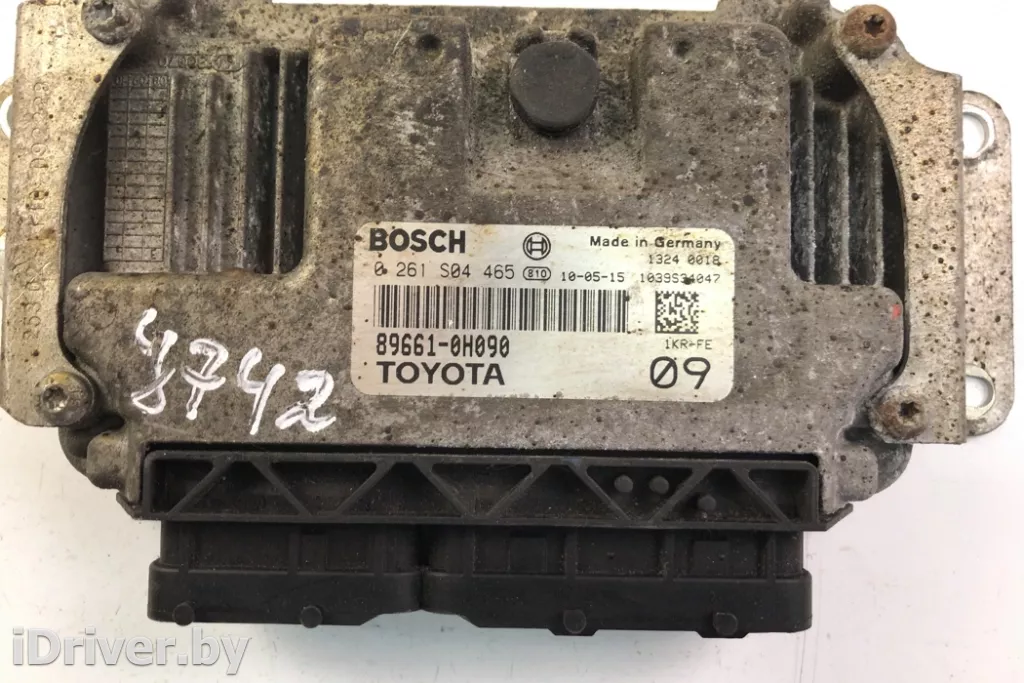 BOSCH
Made in Germany
1324 0018
0 261 S04 465 810 10-05-15 1039S34047
89661-0H090
1KR-FE
TOYOTA
09
8742
iDriver.by